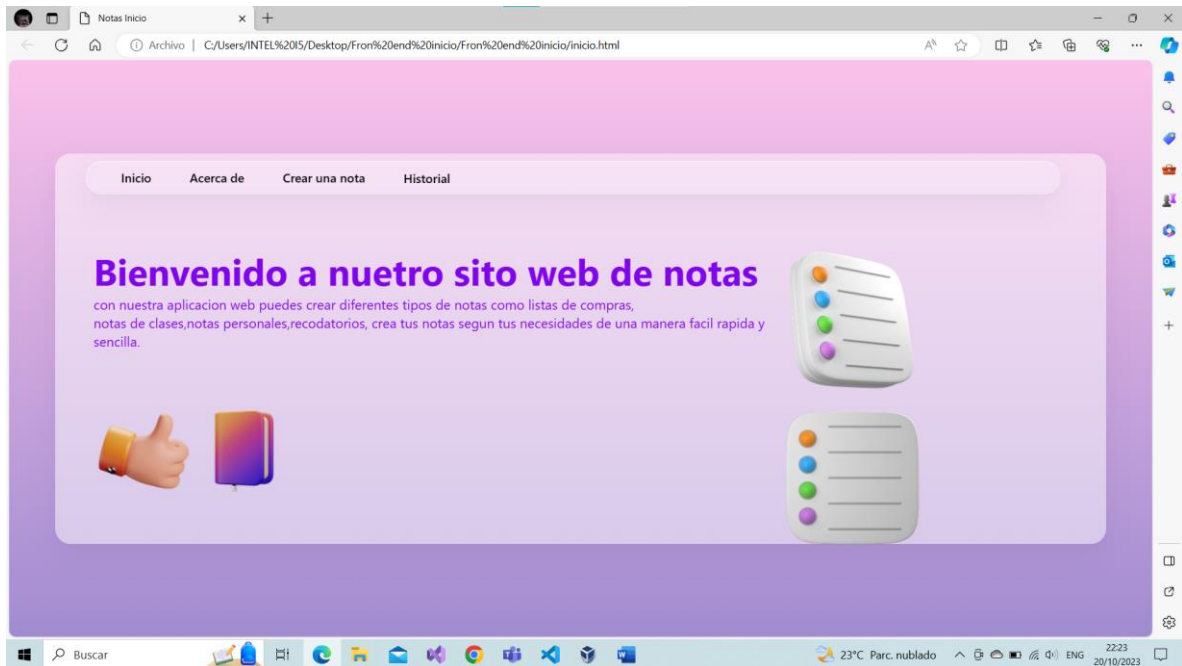 Notas Inicio
Archivo | C:/Users/INTEL%20I5/Desktop/Fron%20end%20inicio/Fron%20end%20inicio/inicio.html
Inicio Acerca de Crear una nota Historial
Bienvenido a nuetro sito web de notas
con nuestra aplicacion web puedes crear diferentes tipos de notas como listas de compras,
notas de clases,notas personales,recodatorios, crea tus notas segun tus necesidades de una manera facil rapida y
sencilla.
Buscar
23°C Parc. nublado
ENG
22:23
20/10/2023